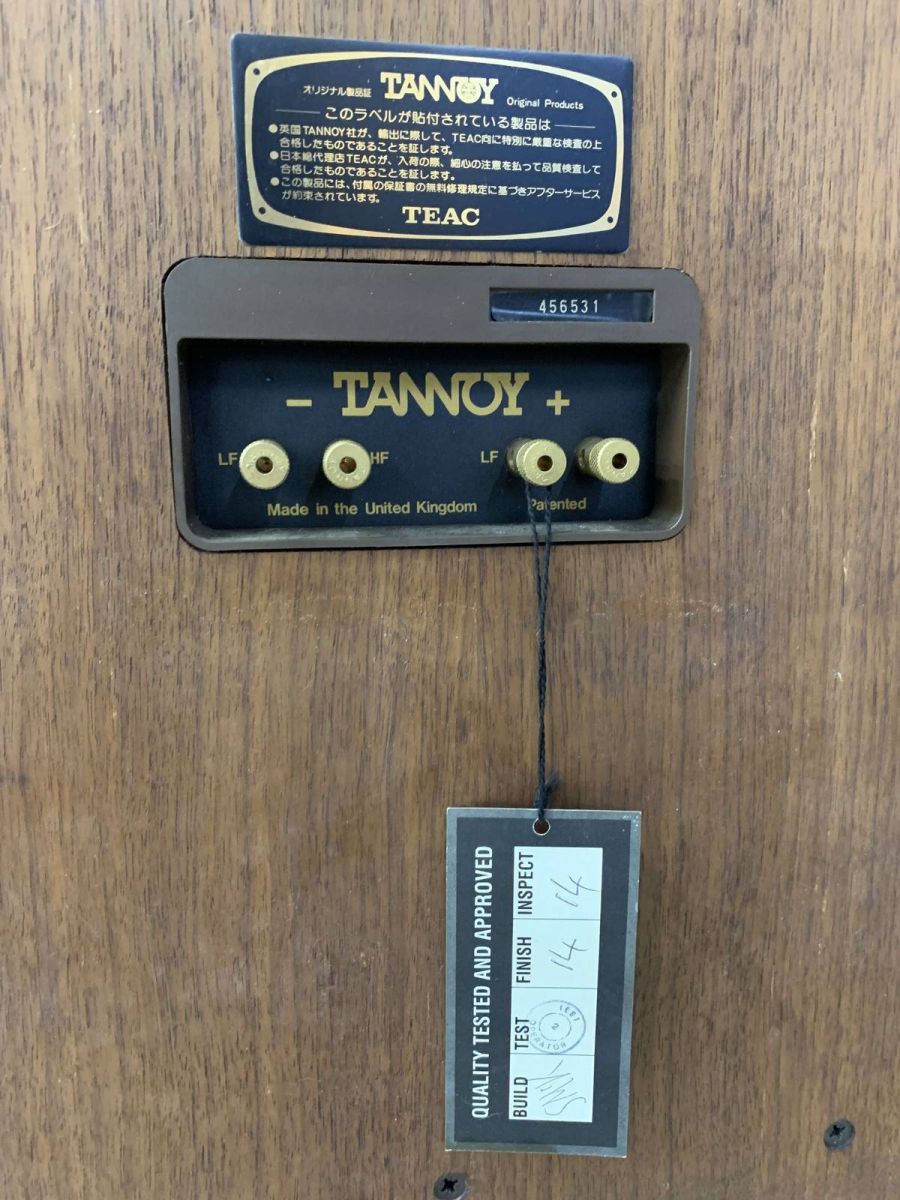 オリジナル製品証 TANNOY Original Products
このラベルが貼付されている製品は
●英国TANNOY社が、輸出に際して、TEAC向に特別に厳重な検査の上
合格したものであることを証します。
●日本総代理店TEACが、入荷の際、細心の注意を払って品質検査して
合格したものであることを証します。
●この製品には、付属の保証書の無料修理規定に基づきアフターサービス
が約束されています。
TEAC
456531
- TANNOY +
LF HF LF
Made in the United Kingdom Patented
QUALITY TESTED AND APPROVED
BUILD TEST FINISH INSPECT
2 14 14
TEST
OPERATOR